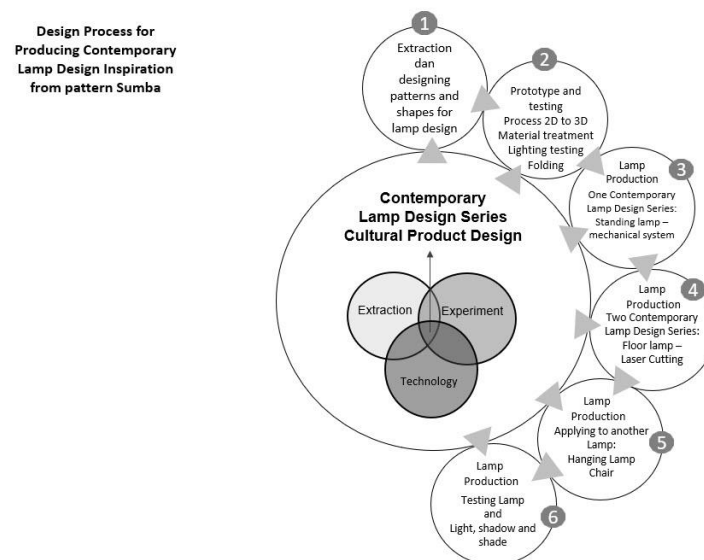 Design Process for
Producing Contemporary
Lamp Design Inspiration
from pattern Sumba
1
Extraction
dan
designing
patterns and
shapes for
lamp design
2
Prototype and
testing
Process 2D to 3D
Material treatment
Lighting testing
Folding
3
Lamp
Production
One Contemporary
Lamp Design Series:
Standing lamp –
mechanical system
4
Lamp
Production
Two Contemporary
Lamp Design Series:
Floor lamp –
Laser Cutting
5
Lamp
Production
Applying to another
Lamp:
Hanging Lamp
Chair
6
Lamp
Production
Testing Lamp
and
Light, shadow and
shade
Contemporary
Lamp Design Series
Cultural Product Design
Extraction
Experiment
Technology